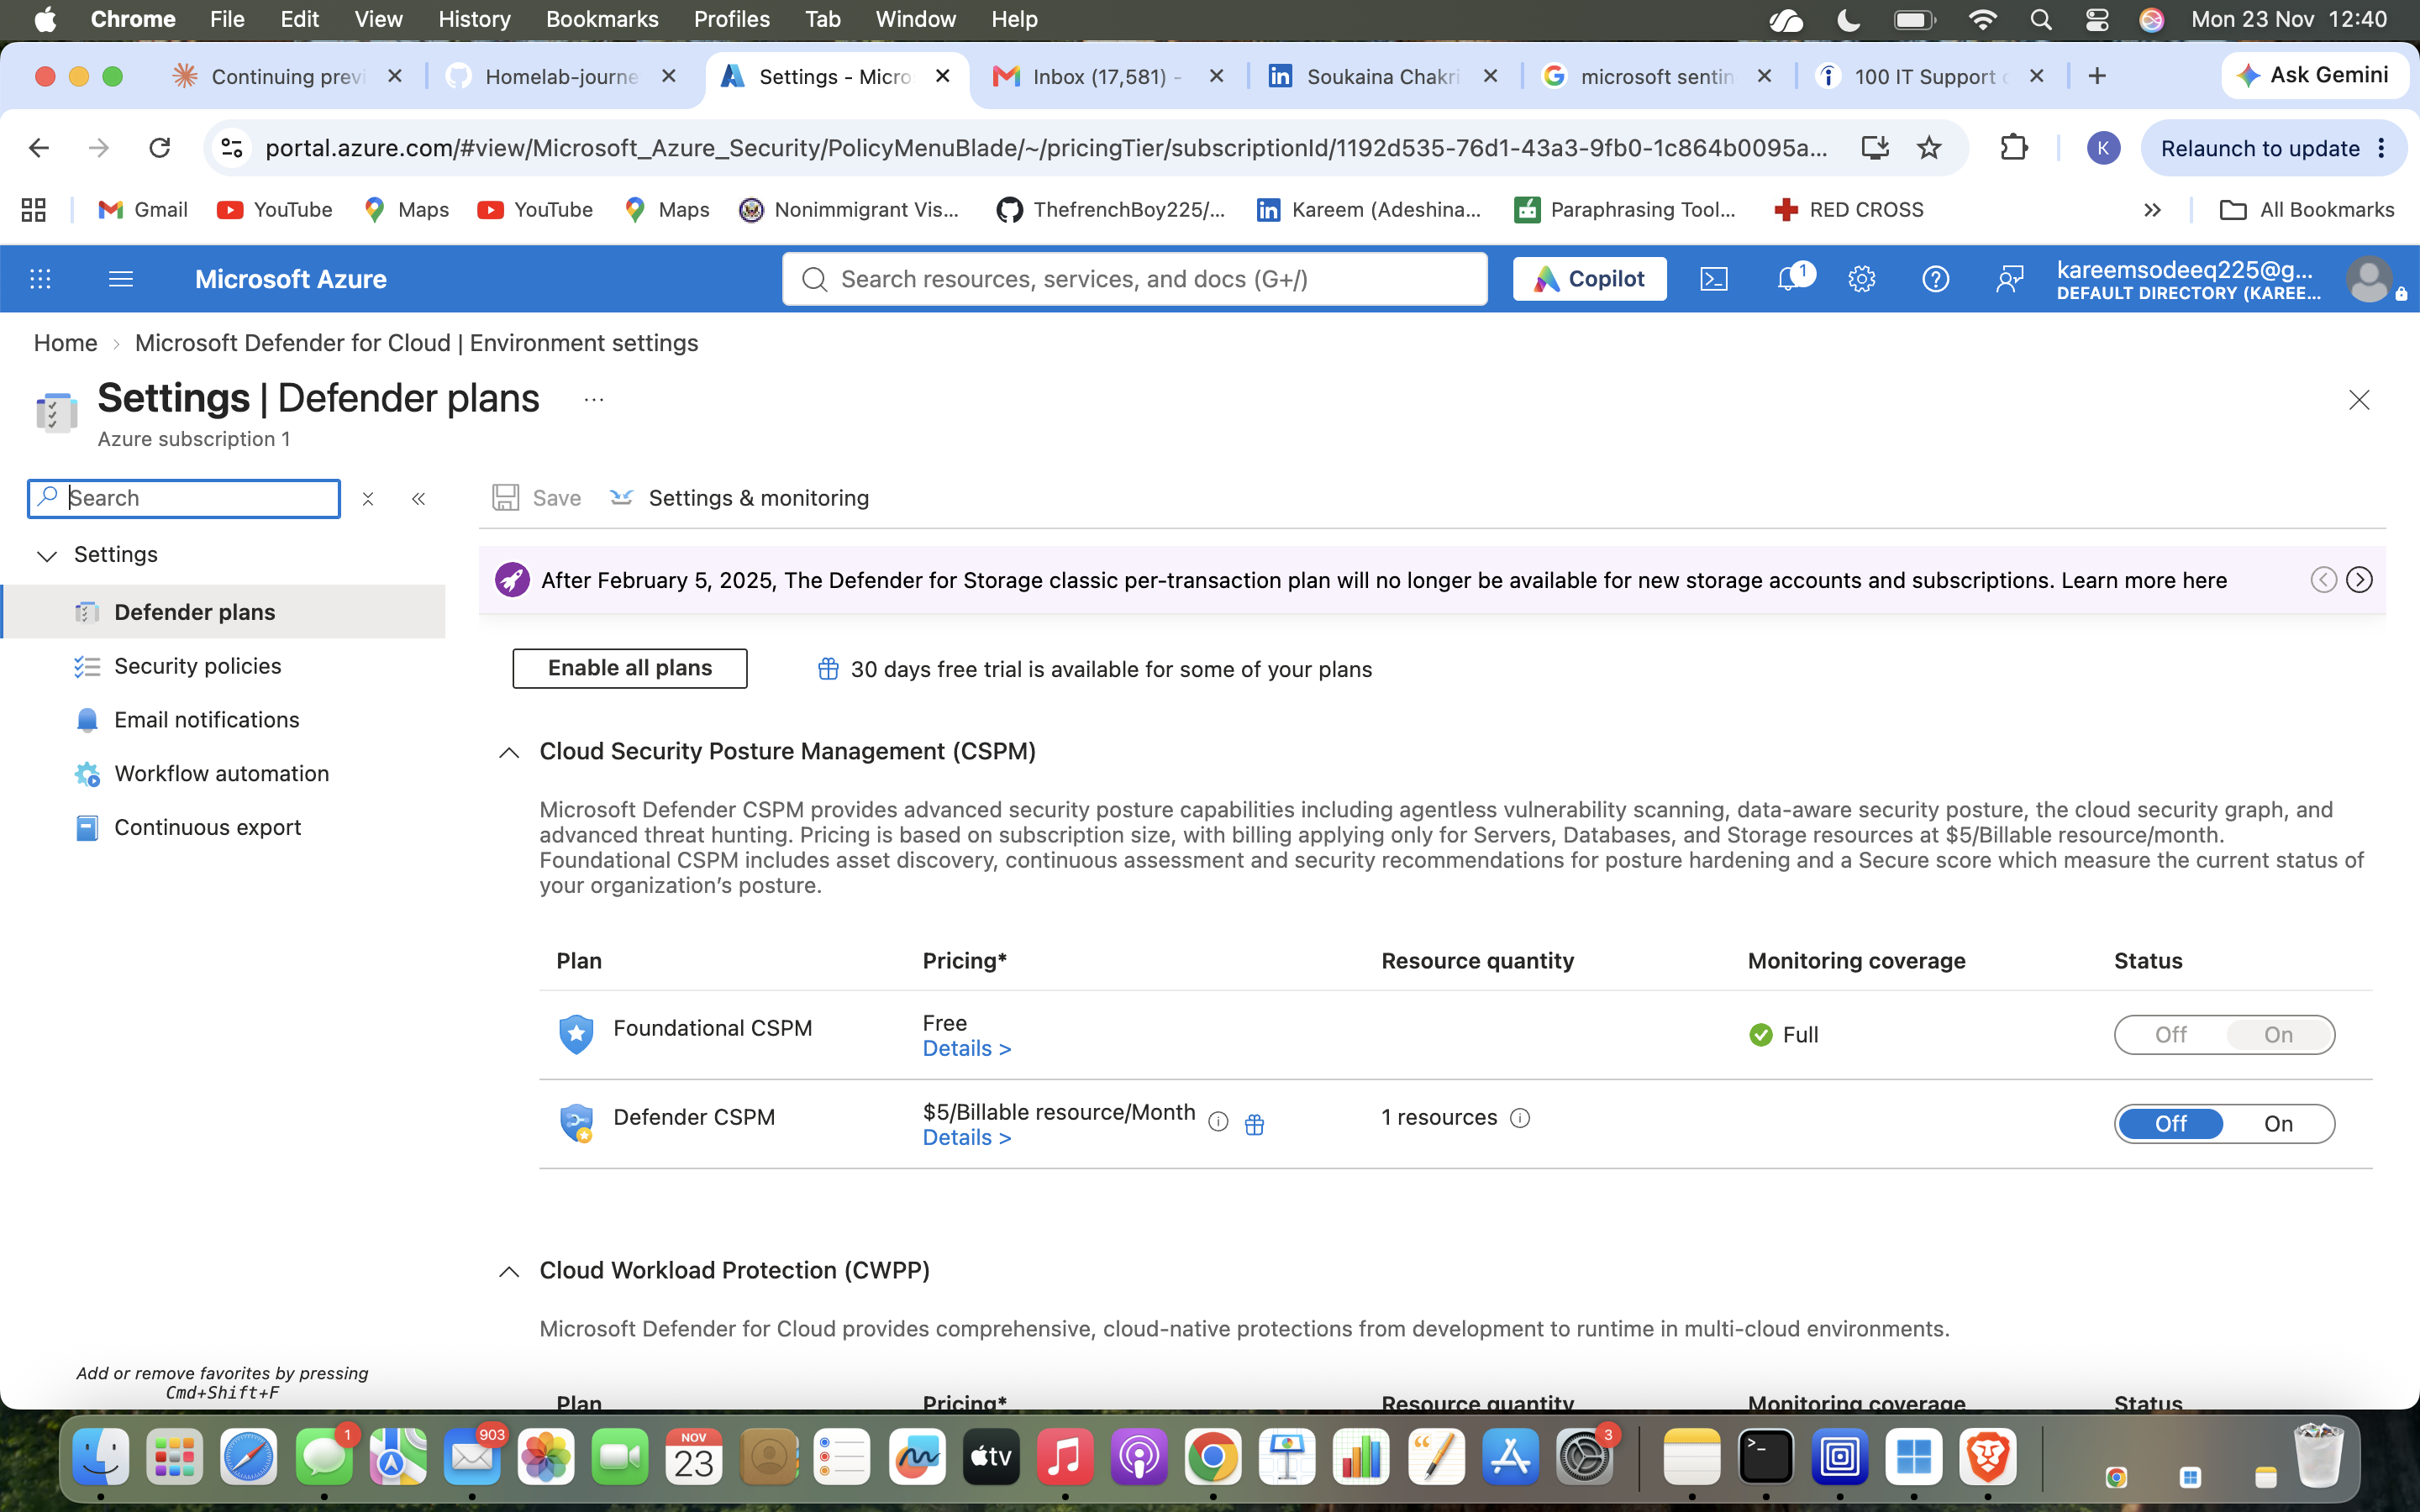 Chrome File Edit View History Bookmarks Profiles Tab Window Help Mon 23 Nov 12:40
Continuing previ Homelab-journe Settings - Micro Inbox (17,581) - Soukaina Chakri microsoft sentin 100 IT Support Ask Gemini
portal.azure.com/#view/Microsoft_Azure_Security/PolicyMenuBlade/~/pricingTier/subscriptionId/1192d535-76d1-43a3-9fb0-1c864b0095a... K Relaunch to update
Gmail YouTube Maps YouTube Maps Nonimmigrant Vis... ThefrenchBoy225/... Kareem (Adeshina... Paraphrasing Tool... RED CROSS » All Bookmarks
Microsoft Azure Search resources, services, and docs (G+/) Copilot 1 kareemsodeeq225@g...
DEFAULT DIRECTORY (KAREE...
Home > Microsoft Defender for Cloud | Environment settings
Settings | Defender plans ...
Azure subscription 1
Search «
Save Settings & monitoring
Settings
Defender plans
Security policies
Email notifications
Workflow automation
Continuous export
After February 5, 2025, The Defender for Storage classic per-transaction plan will no longer be available for new storage accounts and subscriptions. Learn more here
Enable all plans 30 days free trial is available for some of your plans
Cloud Security Posture Management (CSPM)
Microsoft Defender CSPM provides advanced security posture capabilities including agentless vulnerability scanning, data-aware security posture, the cloud security graph, and
advanced threat hunting. Pricing is based on subscription size, with billing applying only for Servers, Databases, and Storage resources at $5/Billable resource/month.
Foundational CSPM includes asset discovery, continuous assessment and security recommendations for posture hardening and a Secure score which measure the current status of
your organization's posture.
Plan Pricing* Resource quantity Monitoring coverage Status
Foundational CSPM Free Full Off On
Details >
Defender CSPM $5/Billable resource/Month 1 resources Off On
Details >
Cloud Workload Protection (CWPP)
Microsoft Defender for Cloud provides comprehensive, cloud-native protections from development to runtime in multi-cloud environments.
Plan Pricing* Resource quantity Monitoring coverage Status
Add or remove favorites by pressing
Cmd+Shift+F
1 903 NOV 23 tv 3